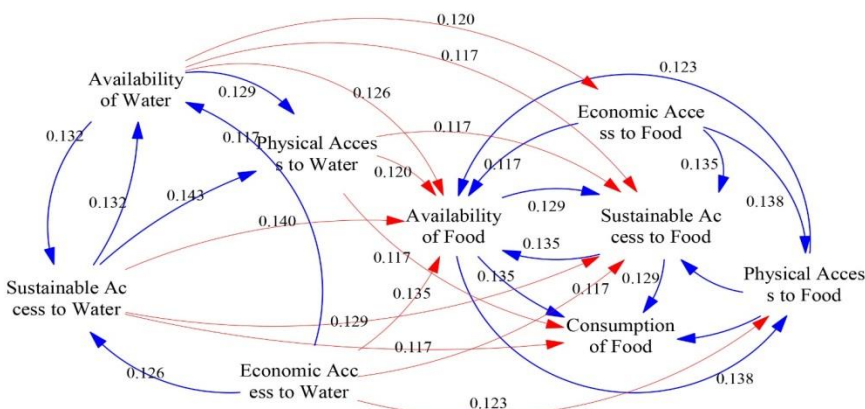 0.120
0.117
0.123
Availability
of Water
0.129
0.126
Economic Acce
ss to Food
0.132
0.117
Physical Acces
s to Water
0.117
0.117
0.135
0.120
0.132
0.143
0.138
0.140
Availability
of Food
0.129
Sustainable Ac
cess to Food
0.117
0.135
Sustainable Ac
cess to Water
0.135
0.135
0.117
0.129
Physical Acces
s to Food
0.129
Consumption
of Food
0.117
0.126
Economic Acc
ess to Water
0.138
0.123